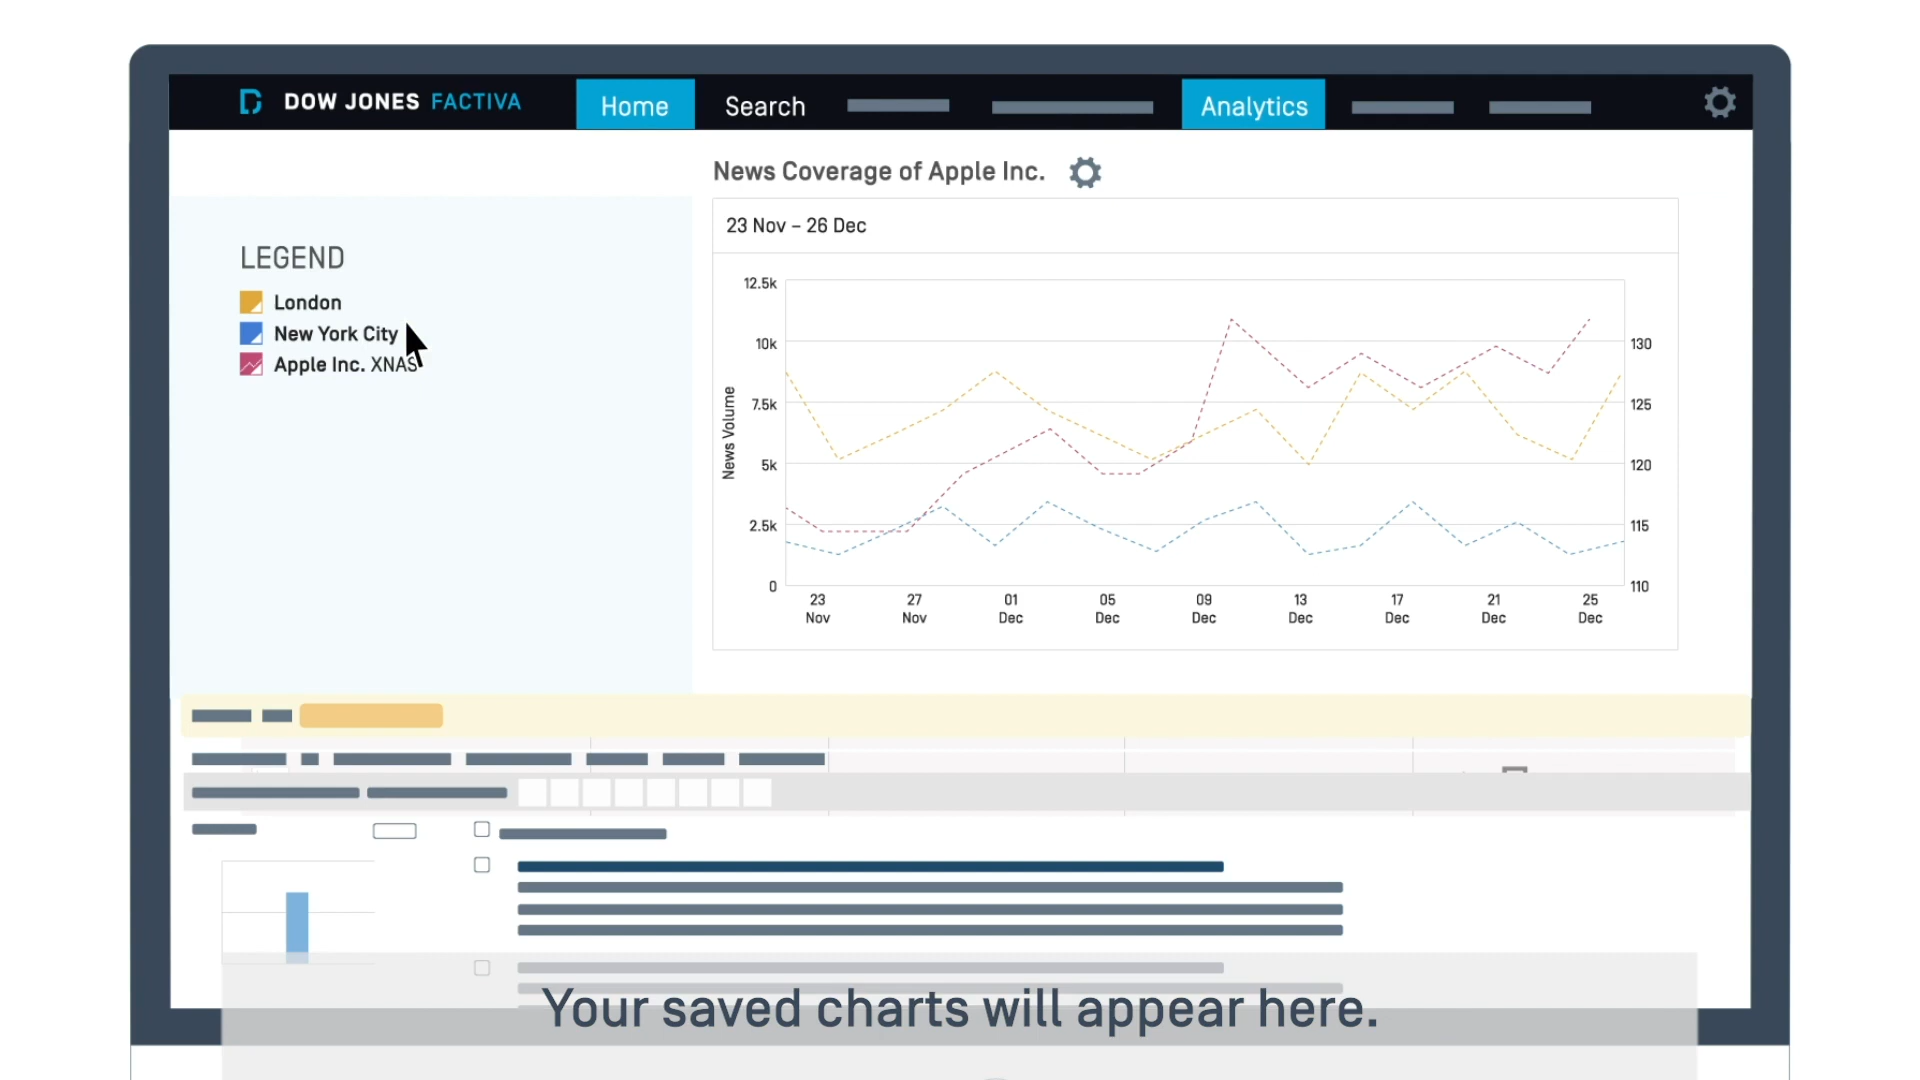 DOW JONES FACTIVA
Home
Search
Analytics
News Coverage of Apple Inc.
23 Nov – 26 Dec
LEGEND
London
New York City
Apple Inc. XNAS
News Volume
12.5k
10k
7.5k
5k
2.5k
0
130
125
120
115
110
23 Nov
27 Nov
01 Dec
05 Dec
09 Dec
13 Dec
17 Dec
21 Dec
25 Dec
Your saved charts will appear here.